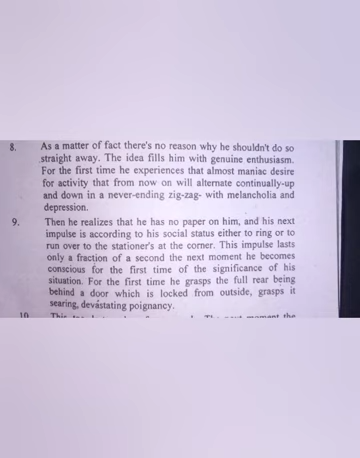 8. As a matter of fact there's no reason why he shouldn't do so
straight away. The idea fills him with genuine enthusiasm.
For the first time he experiences that almost maniac desire
for activity that from now on will alternate continually-up
and down in a never-ending zig-zag- with melancholia and
depression.
9. Then he realizes that he has no paper on him, and his next
impulse is according to his social status either to ring or to
run over to the stationer's at the corner. This impulse lasts
only a fraction of a second the next moment he becomes
conscious for the first time of the significance of his
situation. For the first time he grasps the full rear being
behind a door which is locked from outside, grasps it
searing, devastating poignancy.
10 This moment the